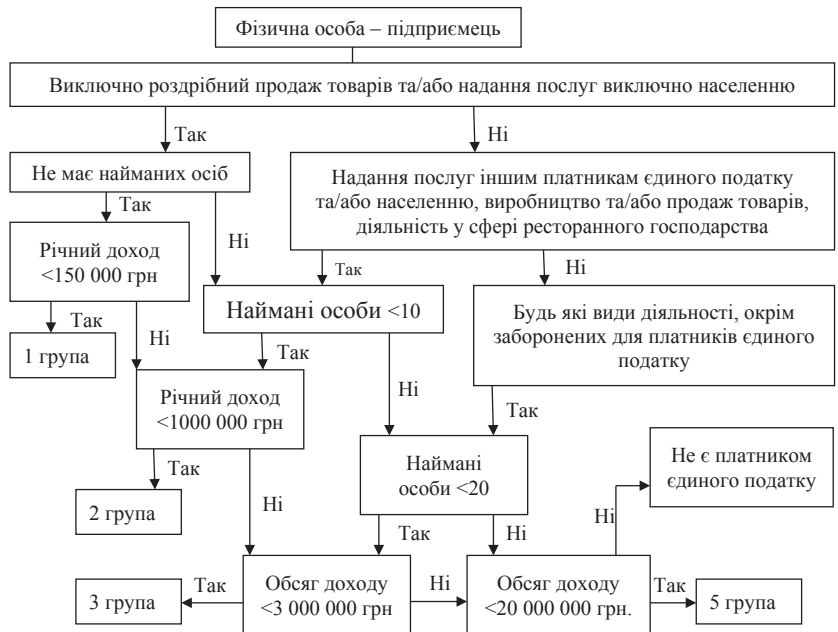 Фізична особа – підприємець
Виключно роздрібний продаж товарів та/або надання послуг виключно населенню
Так
Ні
Не має найманих осіб
Надання послуг іншим платникам єдиного податку
та/або населенню, виробництво та/або продаж товарів,
діяльність у сфері ресторанного господарства
Так
Ні
Річний доход
<150 000 грн
Так
Ні
Наймані особи <10
Будь які види діяльності, окрім
заборонених для платників єдиного
податку
Так
Ні
1 група
Так
Ні
Річний доход
<1000 000 грн
Так
Наймані
особи <20
Не є платником
єдиного податку
Так
Ні
2 група
Так
Ні
Ні
3 група
Так
Обсяг доходу
<3 000 000 грн
Ні
Обсяг доходу
<20 000 000 грн.
Так
5 група